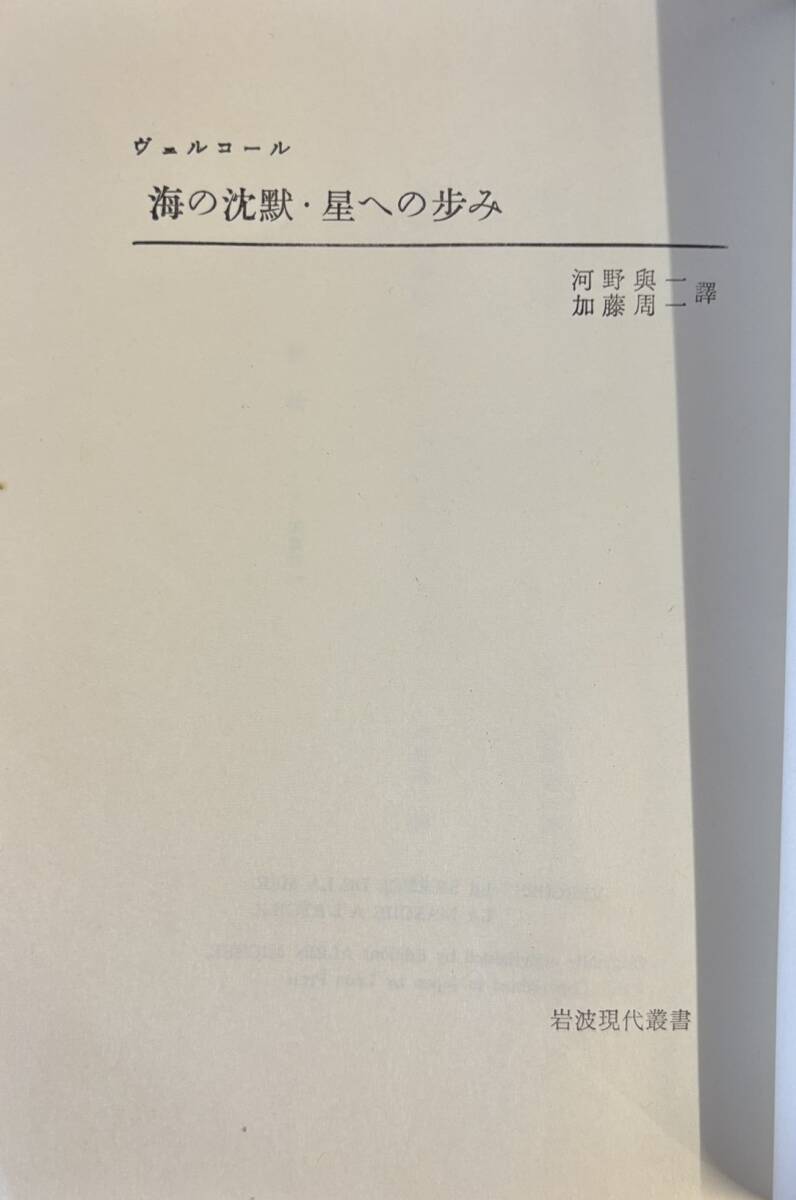 ヴェルコール
海の沈默・星への步み
河野與一
加藤周一
譯
岩波現代叢書